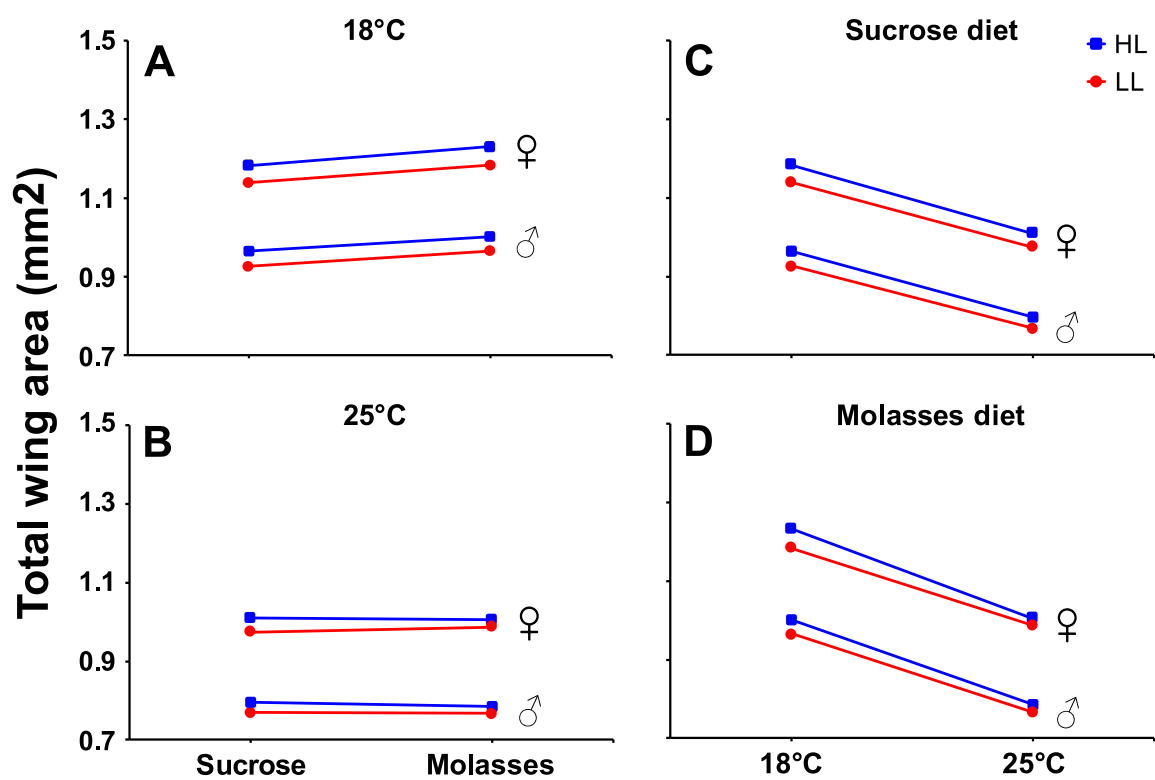 Total wing area (mm2)
18°C
A
1.5
1.3
1.1
0.9
0.7
♀
♂
Sucrose diet
C
HL
LL
♀
♂
25°C
B
1.5
1.3
1.1
0.9
0.7
♀
♂
Sucrose Molasses
Molasses diet
D
♀
♂
18°C 25°C